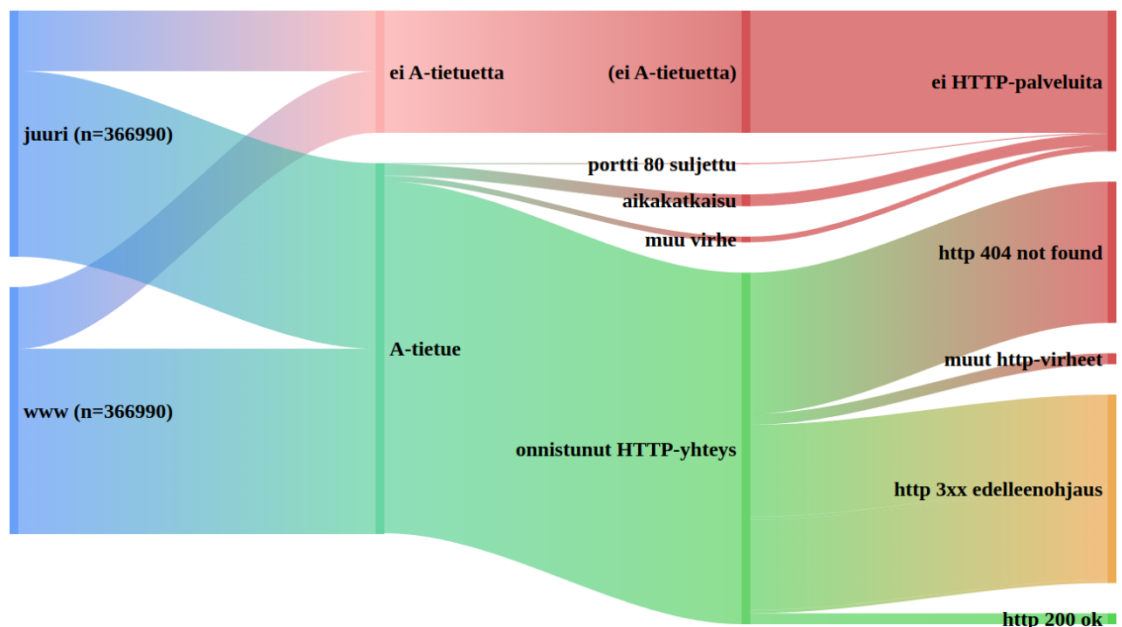 juuri (n=366990)
www (n=366990)
ei A-tietuetta
A-tietue
(ei A-tietuetta)
portti 80 suljettu
aikakatkaisu
muu virhe
onnistunut HTTP-yhteys
ei HTTP-palveluita
http 404 not found
muut http-virheet
http 3xx edelleenohjaus
http 200 ok